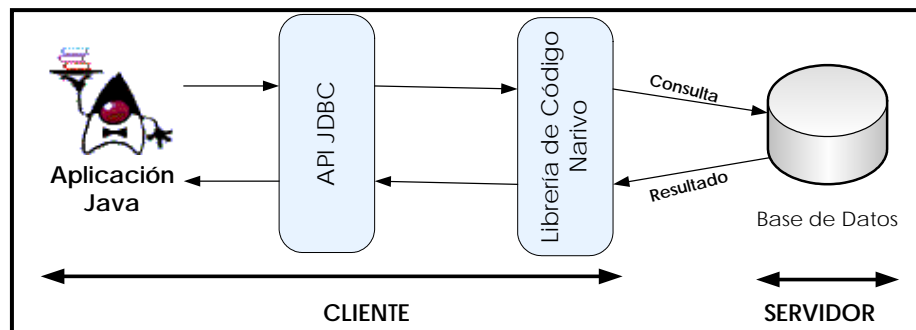 Aplicación
Java
API JDBC
Librería de Código
Narivo
Consulta
Resultado
Base de Datos
CLIENTE
SERVIDOR